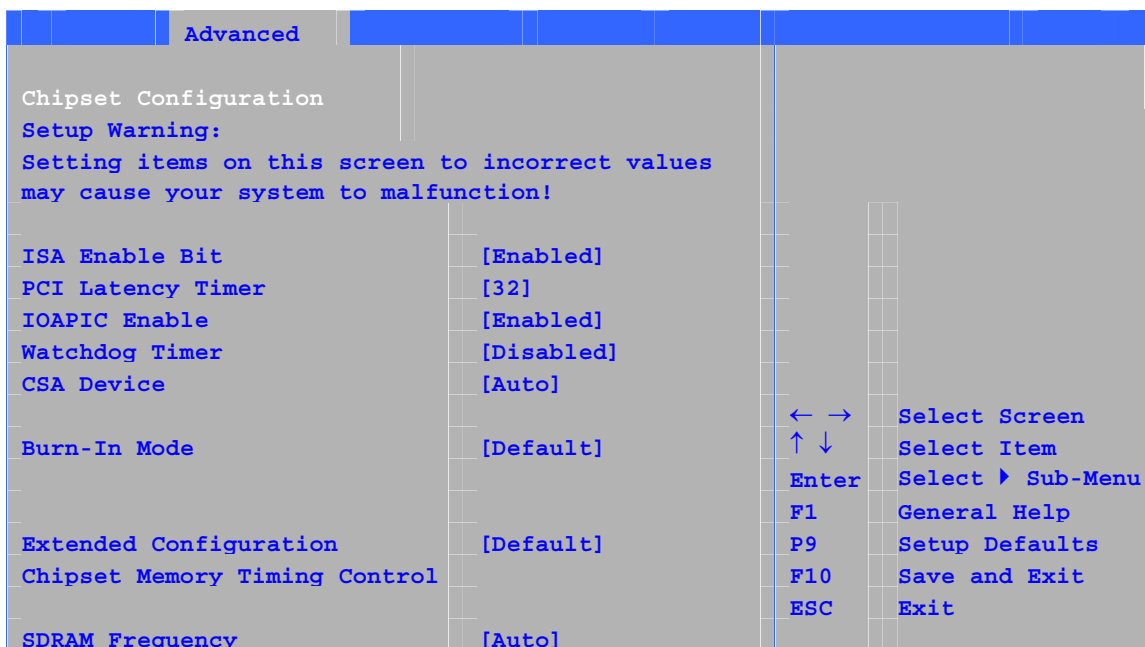 Advanced
Chipset Configuration
Setup Warning:
Setting items on this screen to incorrect values
may cause your system to malfunction!
ISA Enable Bit [Enabled]
PCI Latency Timer [32]
IOAPIC Enable [Enabled]
Watchdog Timer [Disabled]
CSA Device [Auto]
Burn-In Mode [Default]
Extended Configuration [Default]
Chipset Memory Timing Control
SDRAM Frequency [Auto]
← → Select Screen
↑ ↓ Select Item
Enter Select ▶ Sub-Menu
F1 General Help
P9 Setup Defaults
F10 Save and Exit
ESC Exit